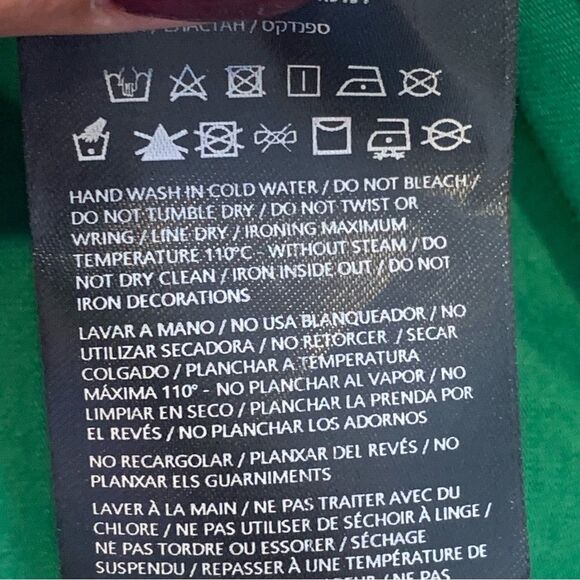 / ЕЛАСТАН / ספנדקס
HAND WASH IN COLD WATER / DO NOT BLEACH /
DO NOT TUMBLE DRY / DO NOT TWIST OR
WRING / LINE DRY / IRONING MAXIMUM
TEMPERATURE 110°C - WITHOUT STEAM / DO
NOT DRY CLEAN / IRON INSIDE OUT / DO NOT
IRON DECORATIONS
LAVAR A MANO / NO USA BLANQUEADOR / NO
UTILIZAR SECADORA / NO RETORCER / SECAR
COLGADO / PLANCHAR A TEMPERATURA
MÁXIMA 110° - NO PLANCHAR AL VAPOR / NO
LIMPIAR EN SECO / PLANCHAR LA PRENDA POR
EL REVÉS / NO PLANCHAR LOS ADORNOS
NO RECARGOLAR / PLANXAR DEL REVÉS / NO
PLANXAR ELS GUARNIMENTS
LAVER À LA MAIN / NE PAS TRAITER AVEC DU
CHLORE / NE PAS UTILISER DE SÉCHOIR À LINGE /
NE PAS TORDRE OU ESSORER / SÉCHAGE
SUSPENDU / REPASSER À UNE TEMPÉRATURE DE